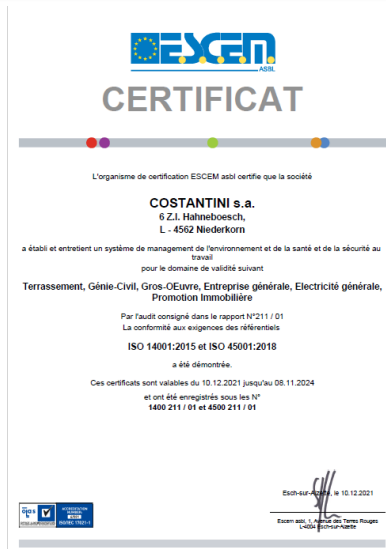 ESCEM
ASBL
CERTIFICAT
L'organisme de certification ESCEM asbl certifie que la société
COSTANTINI s.a.
6 Z.I. Hahneboesch,
L - 4562 Niederkorn
a établi et entretient un système de management de l'environnement et de la santé et de la sécurité au
travail
pour le domaine de validité suivant
Terrassement, Génie-Civil, Gros-OEuvre, Entreprise générale, Electricité générale,
Promotion Immobilière
Par l'audit consigné dans le rapport N°211 / 01
La conformité aux exigences des référentiels
ISO 14001:2015 et ISO 45001:2018
a été démontrée.
Ces certificats sont valables du 10.12.2021 jusqu'au 08.11.2024
et ont été enregistrés sous les N°
1400 211 / 01 et 4500 211 / 01
Esch-sur-Alzette, le 10.12.2021
Escem asbl, 1, Avenue des Terres Rouges
L-4004 Esch-sur-Alzette